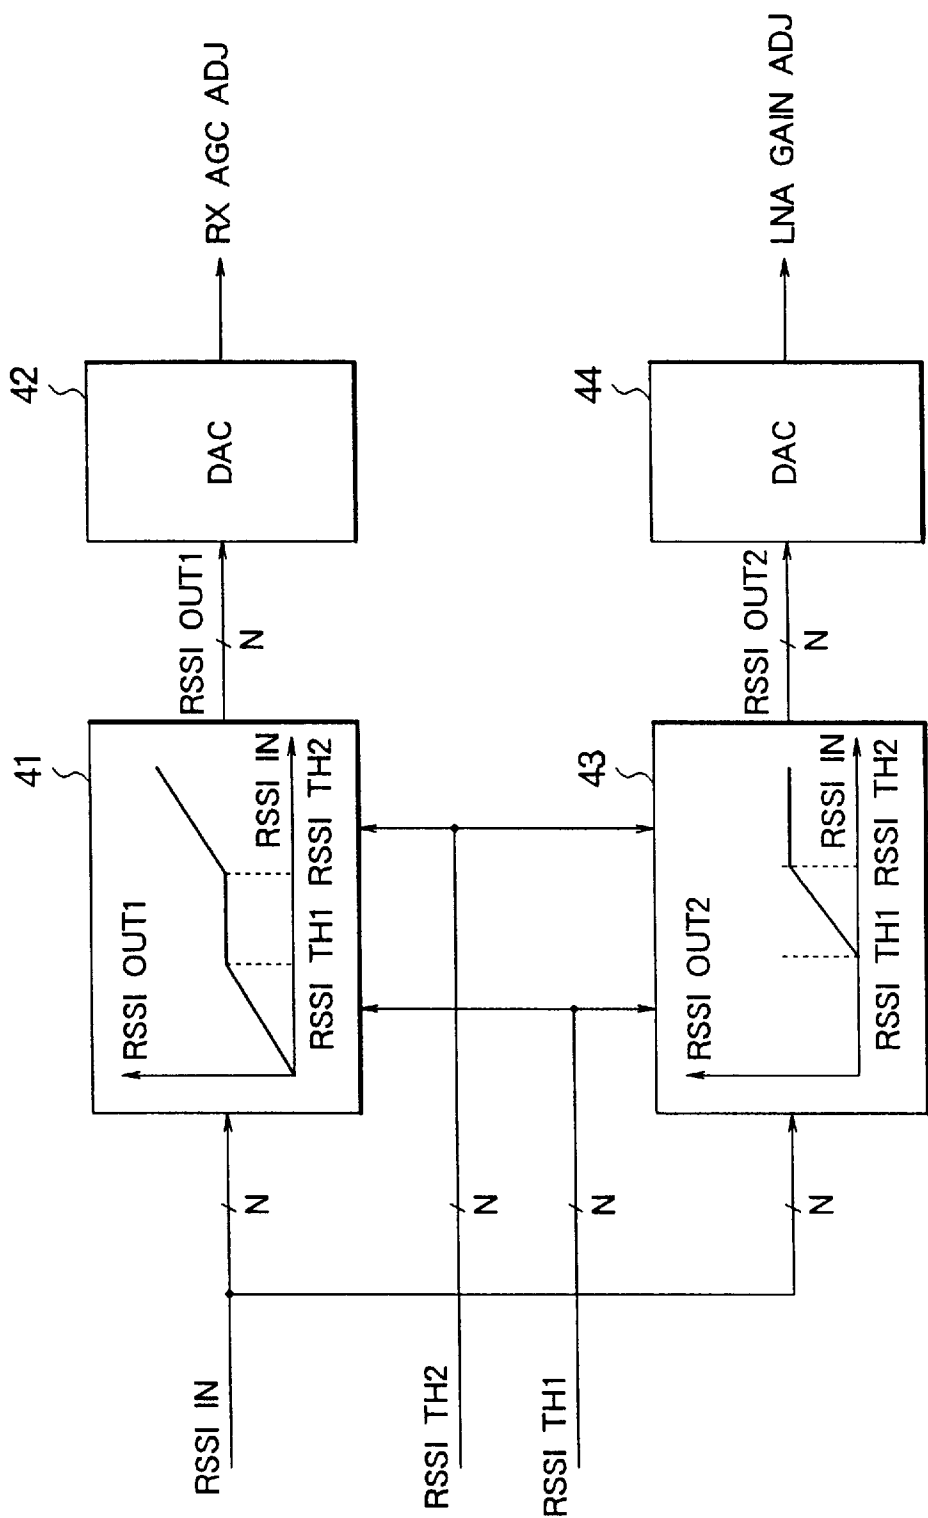 RSSI IN
RSSI TH2
RSSI TH1
N
N
N
N
41
RSSI OUT1
RSSI IN
RSSI TH1 RSSI TH2
43
RSSI OUT2
RSSI IN
RSSI TH1 RSSI TH2
RSSI OUT1
N
RSSI OUT2
N
42
DAC
44
DAC
RX AGC ADJ
LNA GAIN ADJ